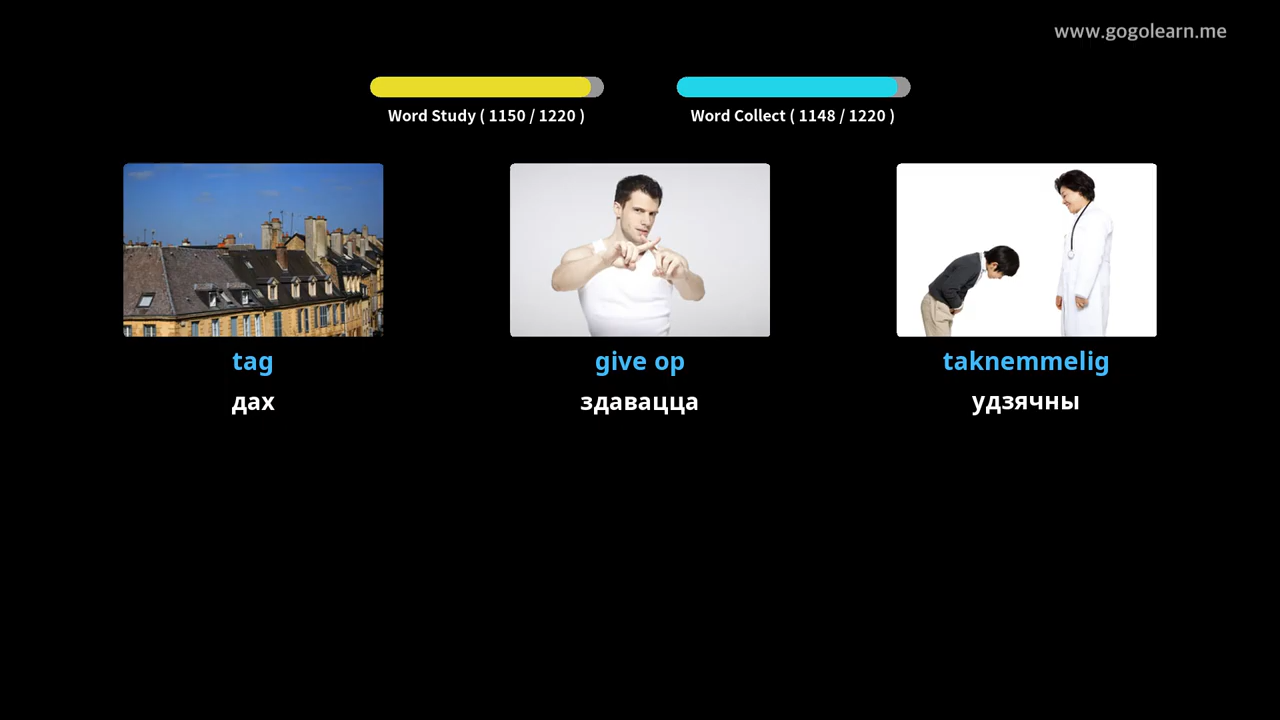 www.gogolearn.me
Word Study ( 1150 / 1220 )
Word Collect ( 1148 / 1220 )
tag
give op
taknemmelig
дах
здавацца
удзячны